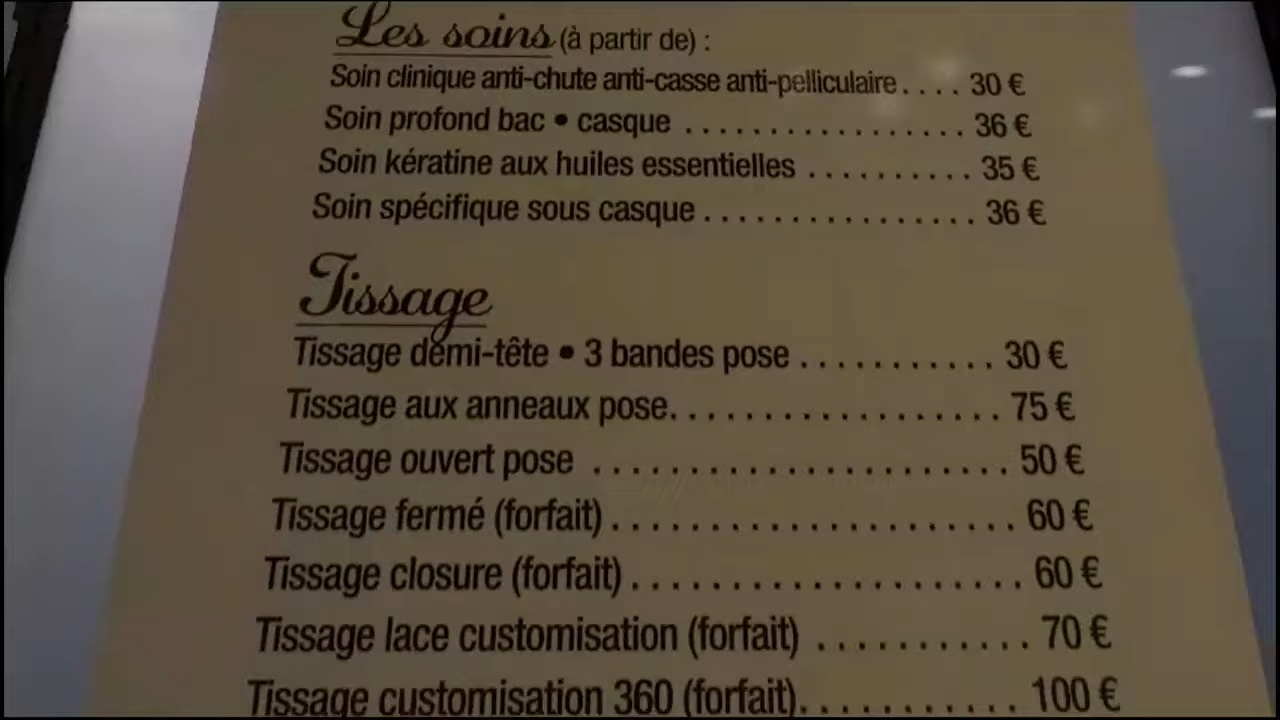 Les soins (à partir de) :
Soin clinique anti-chute anti-casse anti-pelliculaire.... 30 €
Soin profond bac • casque ................. 36 €
Soin kératine aux huiles essentielles .......... 35 €
Soin spécifique sous casque ................ 36 €
Tissage
Tissage demi-tête • 3 bandes pose ............ 30 €
Tissage aux anneaux pose.................. 75 €
Tissage ouvert pose ....................... 50 €
Tissage fermé (forfait) ...................... 60 €
Tissage closure (forfait) ..................... 60 €
Tissage lace customisation (forfait) ........... 70 €
Tissage customisation 360 (forfait)............ 100 €